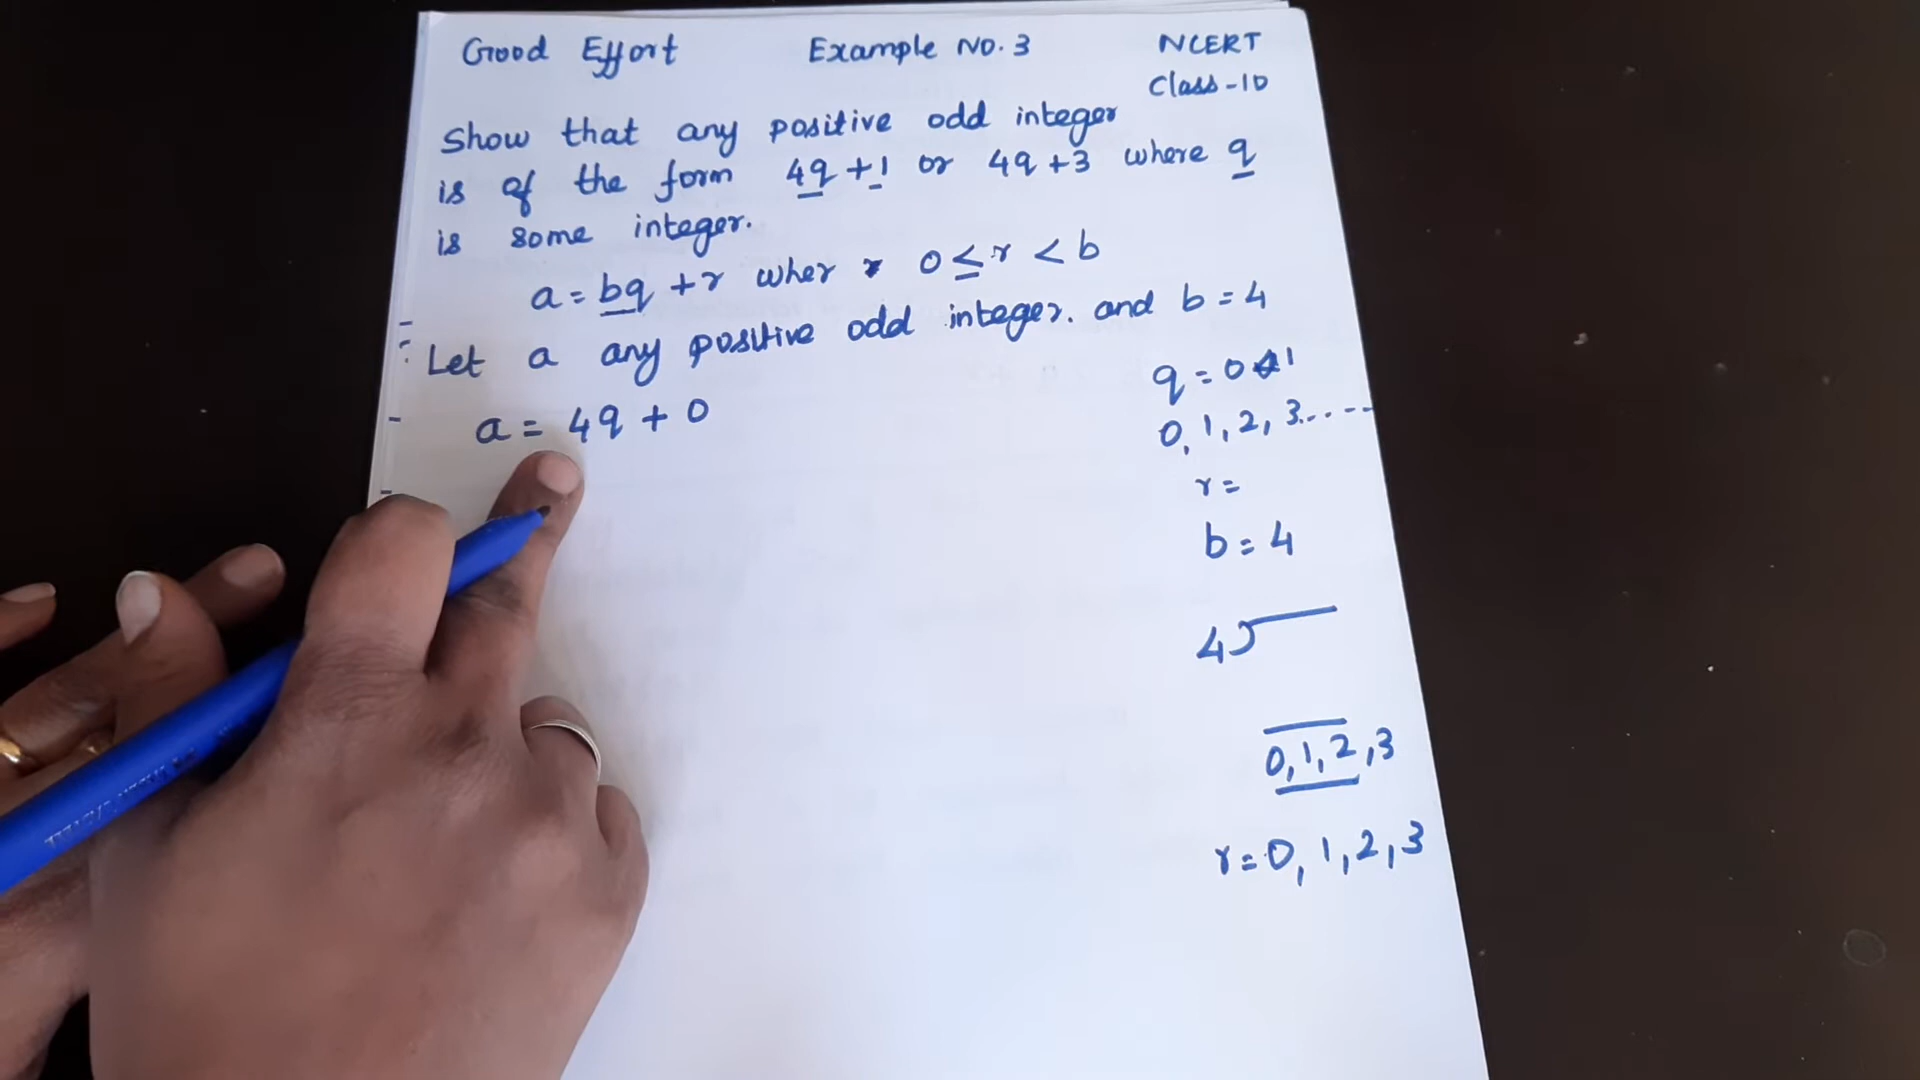 Good Effort Example No. 3 NCERT
Class-10
Show that any positive odd integer
is of the form 4q +1 or 4q +3 where q
is some integer.
a = bq +r wher r 0 ≤ r < b
Let a any positive odd integer. and b = 4
q = 0 1
a = 4q + 0
0, 1, 2, 3.....
r =
b = 4
4
0, 1, 2, 3
r = 0, 1, 2, 3